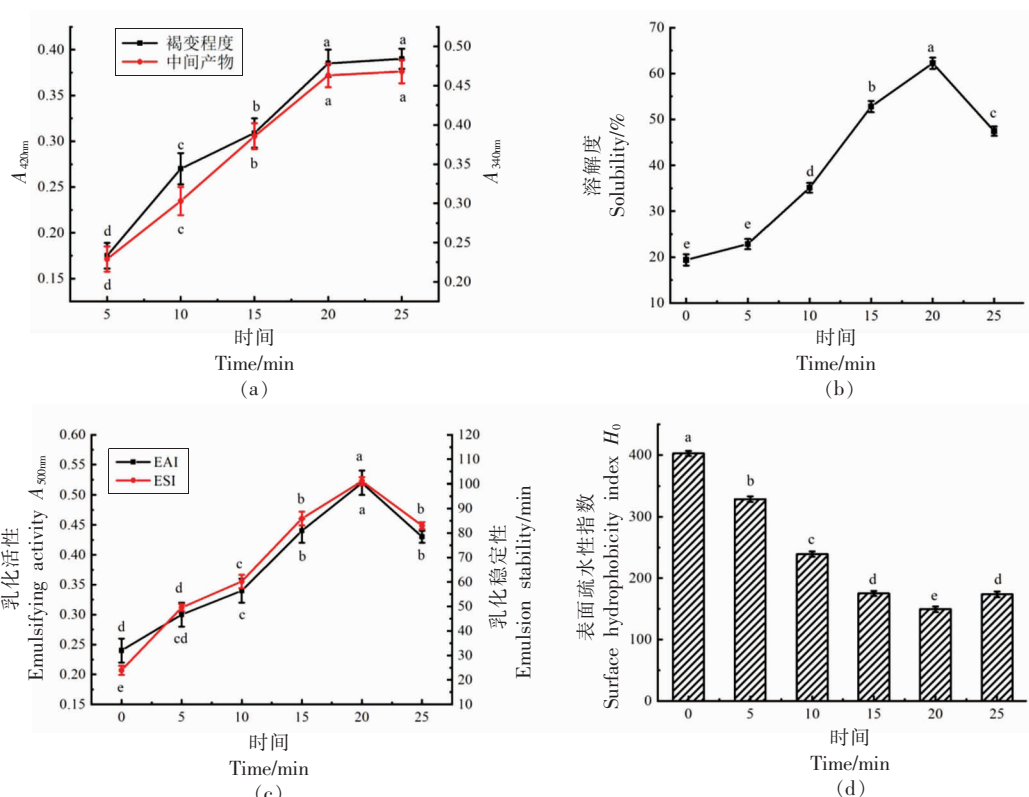 褐变程度
中间产物
0.40
0.35
0.30
0.25
0.20
0.15
A420nm
0.50
0.45
0.40
0.35
0.30
0.25
0.20
A340nm
a a
b
c
d
a a
b
c
d
5 10 15 20 25
时间
Time/min
(a)
70
60
50
40
30
20
10
溶解度
Solubility/%
e e d b a c
0 5 10 15 20 25
时间
Time/min
(b)
EAI
ESI
0.60
0.55
0.50
0.45
0.40
0.35
0.30
0.25
0.20
0.15
乳化活性
Emulsifying activity A500nm
120
110
100
90
80
70
60
50
40
30
20
10
乳化稳定性
Emulsion stability/min
d d c b a b
e cd c b a b
0 5 10 15 20 25
时间
Time/min
(c)
400
300
200
100
0
表面疏水性指数
Surface hydrophobicity index H0
a b c d e d
0 5 10 15 20 25
时间
Time/min
(d)